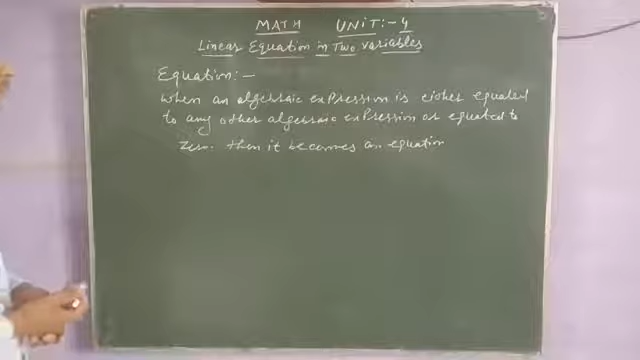 MATH UNIT:- 4
Linear Equation in Two variables
Equation:-
When an algebraic expression is either equated
to any other algebraic expression or equated to
zero. then it becomes an equation